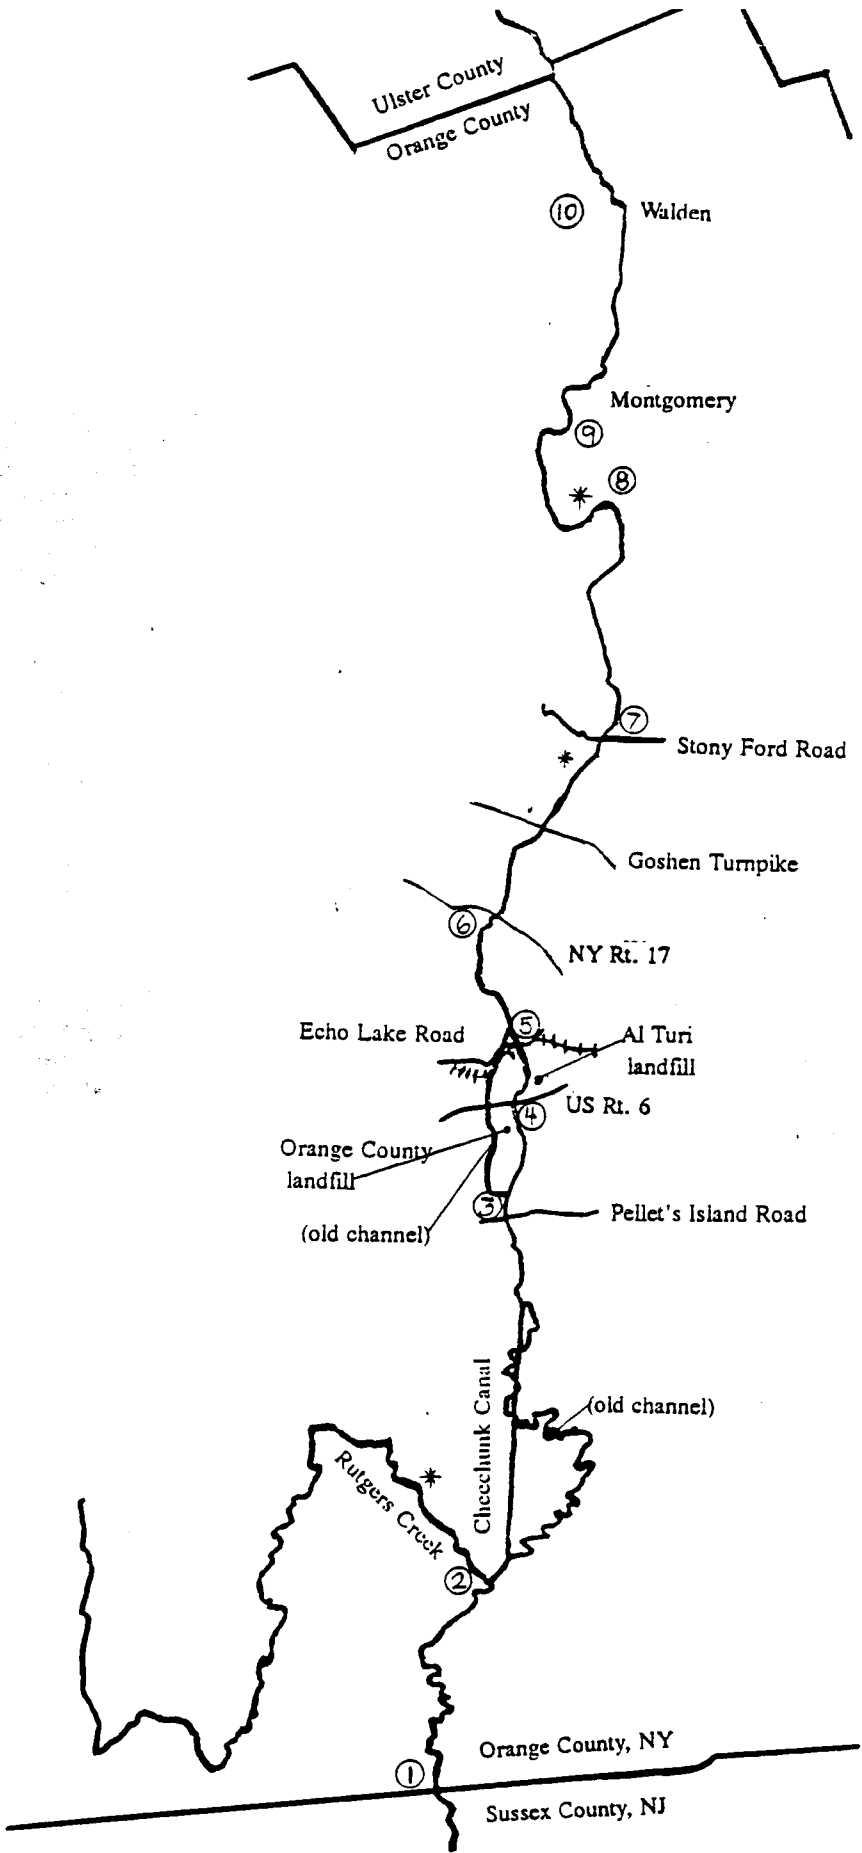 Ulster County
Orange County
10
Walden
Montgomery
9
8
7
Stony Ford Road
Goshen Turnpike
6
NY Rt. 17
5
Echo Lake Road
Al Turi
landfill
US Rt. 6
4
Orange County
landfill
3
Pellet's Island Road
(old channel)
Cheechunk Canal
(old channel)
Rutgers Creek
2
Orange County, NY
1
Sussex County, NJ